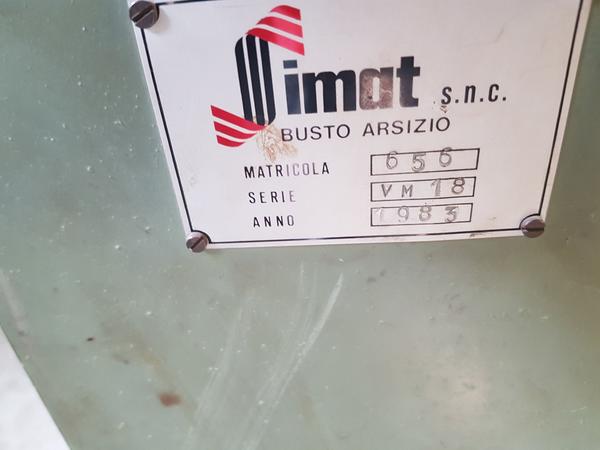 Simat s.n.c.
BUSTO ARSIZIO
MATRICOLA 656
SERIE VM 18
ANNO 1983